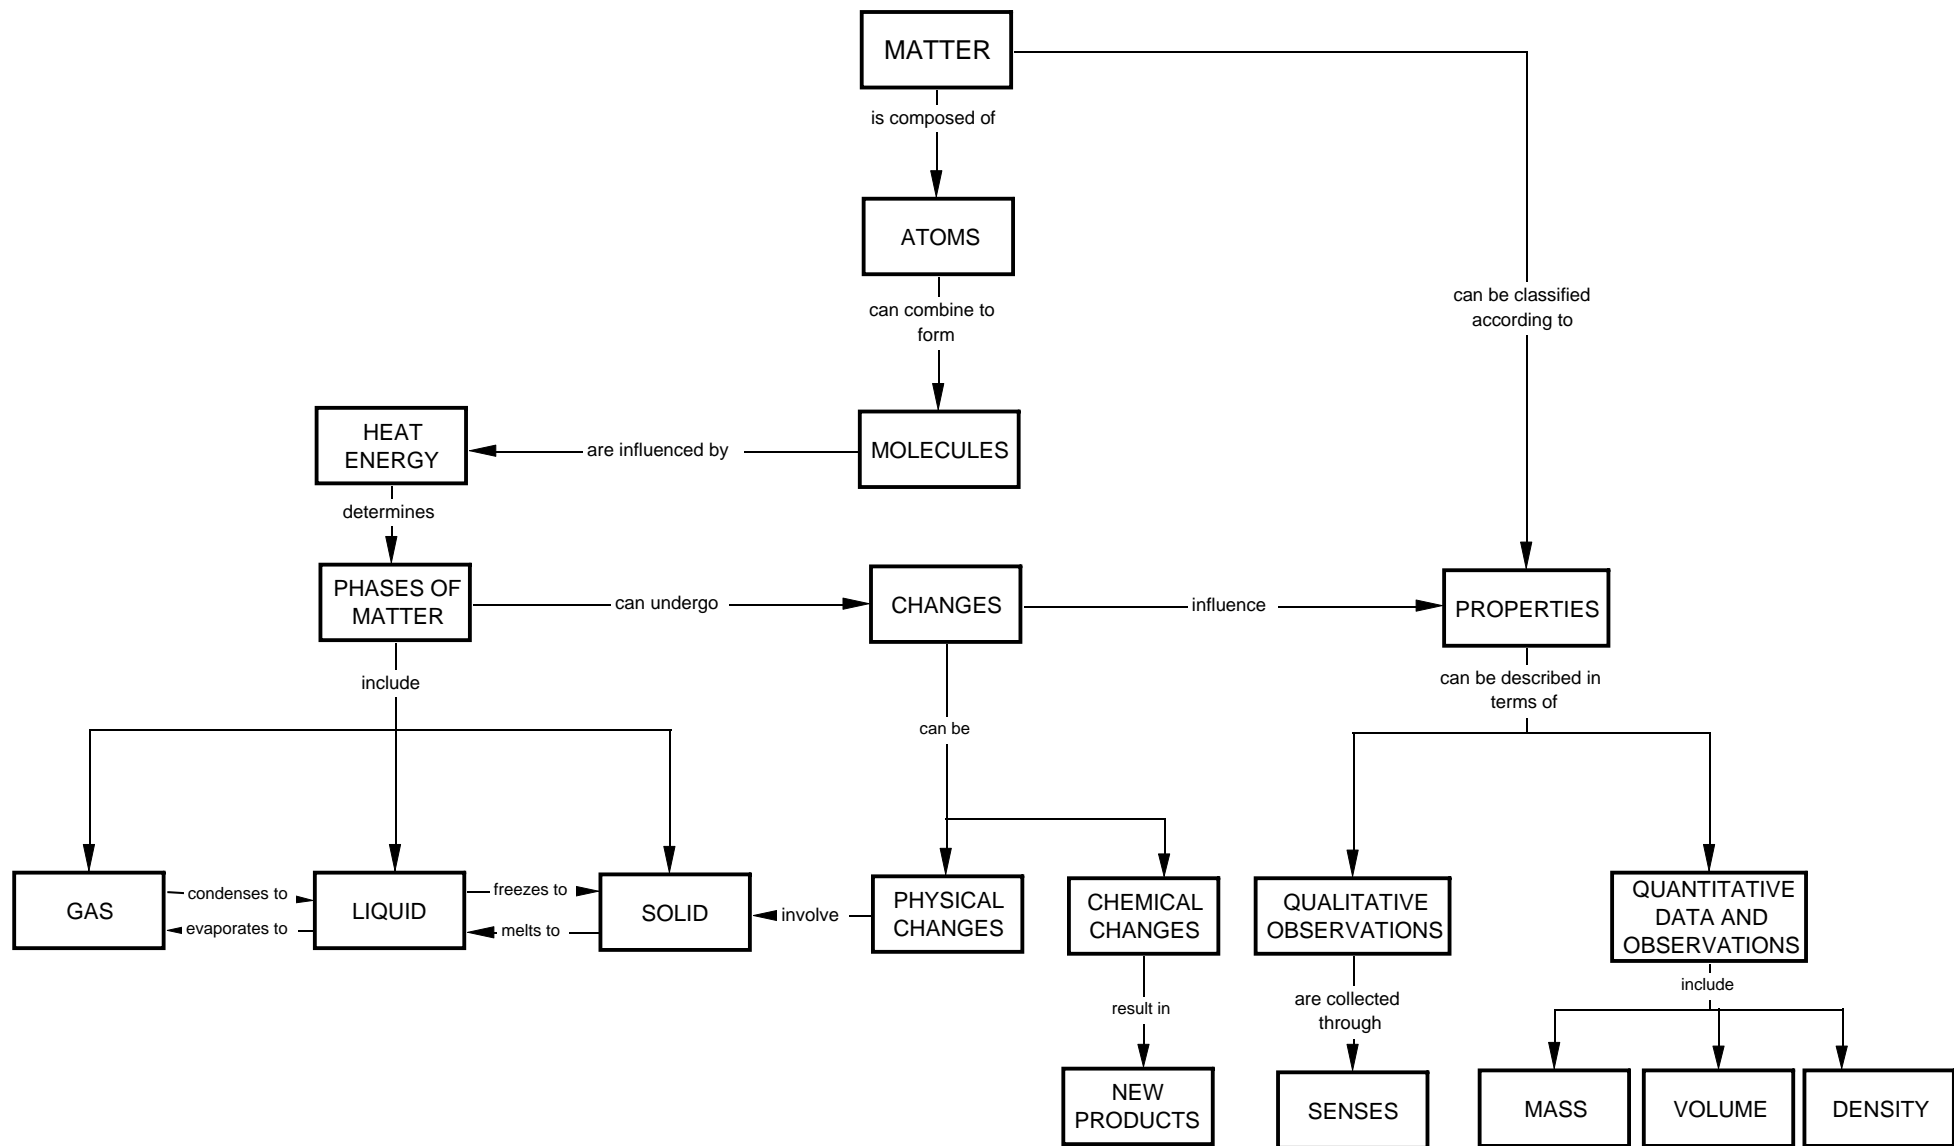 MATTER
is composed of
ATOMS
can combine to
form
can be classified
according to
HEAT
ENERGY
are influenced by
MOLECULES
determines
PHASES OF
MATTER
can undergo
CHANGES
influence
PROPERTIES
include
can be
can be described in
terms of
GAS
condenses to
evaporates to
LIQUID
freezes to
melts to
SOLID
involve
PHYSICAL
CHANGES
CHEMICAL
CHANGES
QUALITATIVE
OBSERVATIONS
QUANTITATIVE
DATA AND
OBSERVATIONS
result in
are collected
through
include
NEW
PRODUCTS
SENSES
MASS
VOLUME
DENSITY